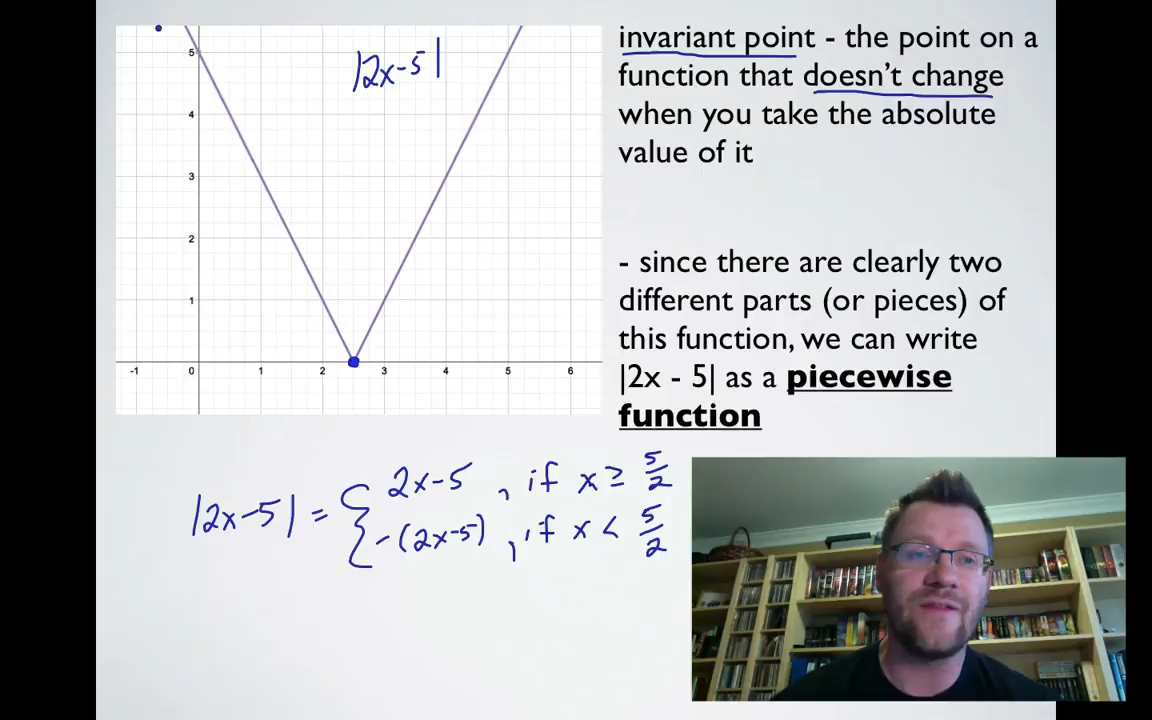 5
4
3
2
1
-1 0 1 2 3 4 5 6
|2x-5|
invariant point - the point on a
function that doesn't change
when you take the absolute
value of it
- since there are clearly two
different parts (or pieces) of
this function, we can write
|2x - 5| as a piecewise
function
|2x-5| = { 2x-5 , if x ≥ 5/2
-(2x-5) , if x < 5/2